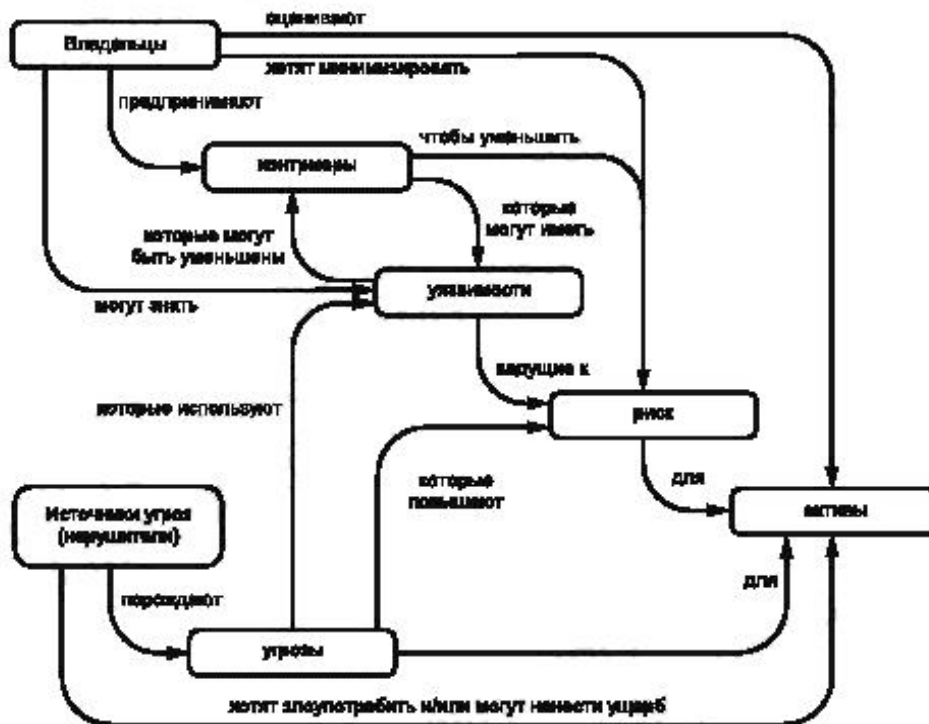 оценивают
Владельцы
хотят минимизировать
предпринимают
чтобы уменьшить
контрмеры
которые
могут иметь
которые могут
быть уменьшены
уязвимости
могут знать
ведущие к
которые используют
риск
которые
повышают
для
Источники угроз
(нарушители)
активы
для
порождают
угрозы
хотят злоупотребить и/или могут нанести ущерб